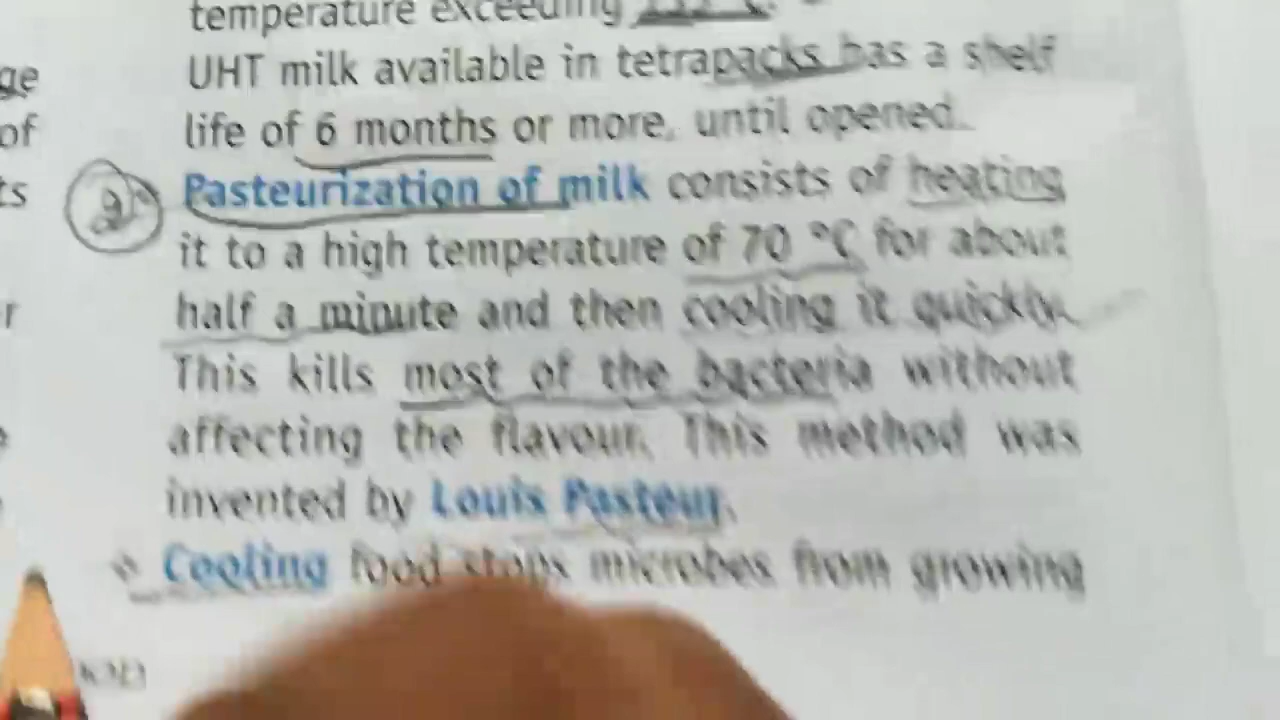 temperature exceeding
UHT milk available in tetrapacks has a shelf
life of 6 months or more, until opened.
Pasteurization of milk consists of heating
it to a high temperature of 70 °C for about
half a minute and then cooling it quickly.
This kills most of the bacteria without
affecting the flavour. This method was
invented by Louis Pasteur.
Cooling food stops microbes from growing
ge
of
ts
r